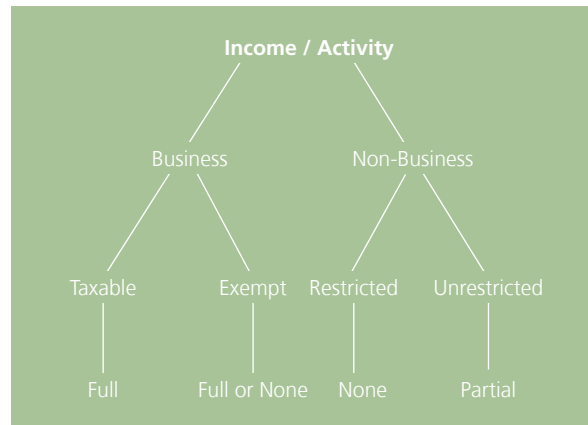 Income / Activity
Business Non-Business
Taxable Exempt Restricted Unrestricted
Full Full or None None Partial